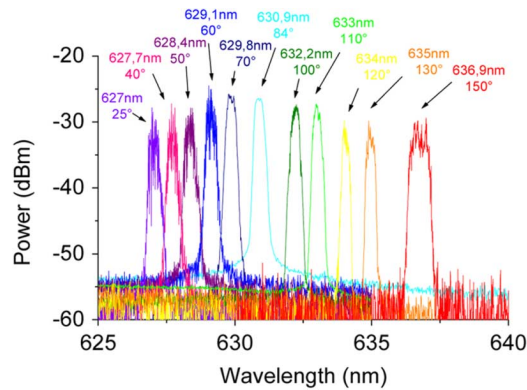 629,1nm
60°
630,9nm
84°
633nm
110°
628,4nm
50°
629,8nm
70°
632,2nm
100°
634nm
120°
635nm
130°
636,9nm
150°
627,7nm
40°
627nm
25°
-20
-30
-40
-50
-60
Power (dBm)
625
630
635
640
Wavelength (nm)